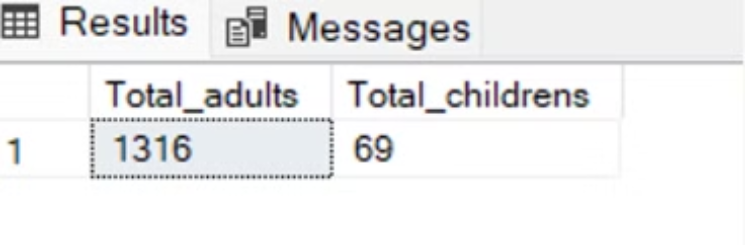 Results Messages
Total_adults Total_childrens
1 1316 69